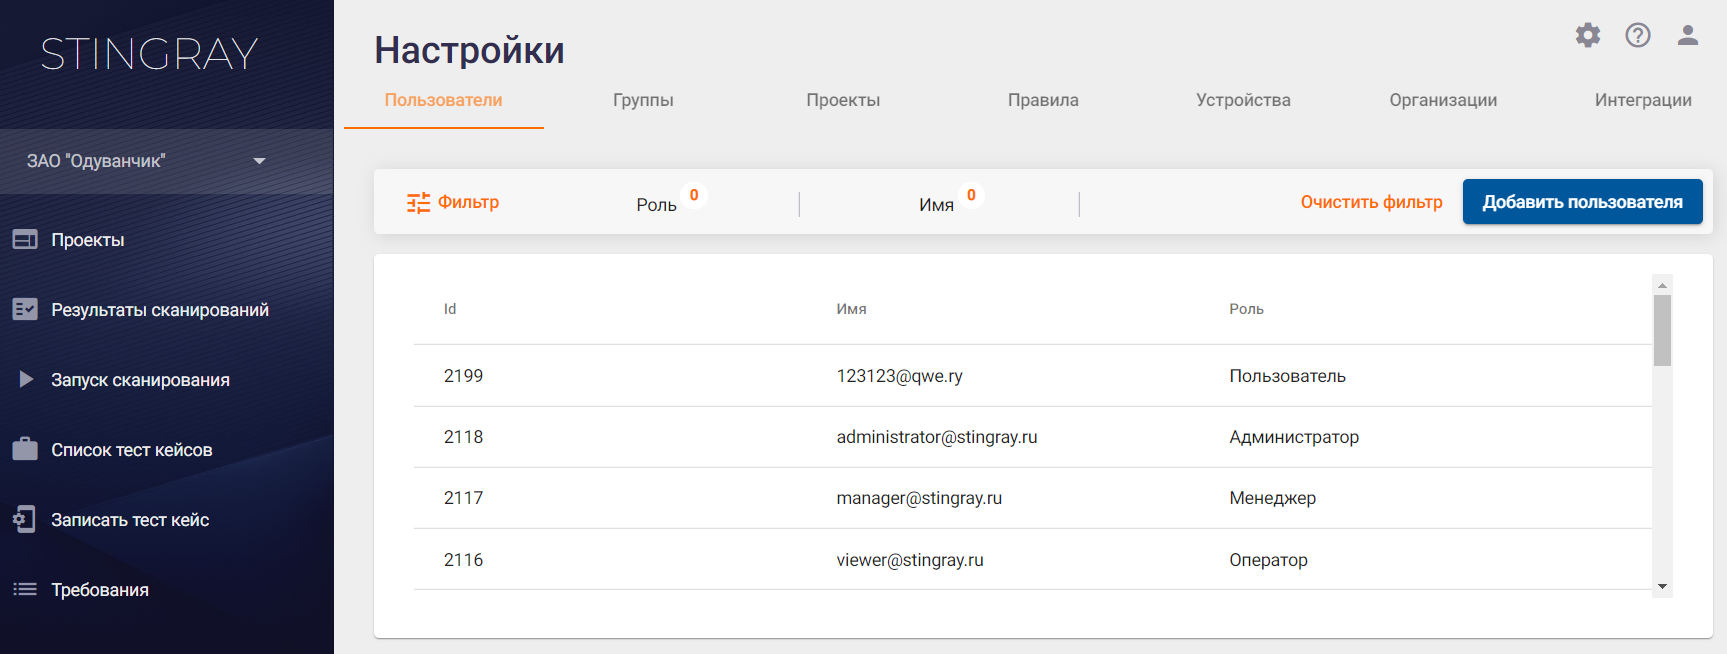 STINGRAY
ЗАО "Одуванчик"
Проекты
Результаты сканирований
Запуск сканирования
Список тест кейсов
Записать тест кейс
Требования
Настройки
Пользователи Группы Проекты Правила Устройства Организации Интеграции
Фильтр Роль 0 Имя 0 Очистить фильтр Добавить пользователя
Id Имя Роль
2199 123123@qwe.ry Пользователь
2118 administrator@stingray.ru Администратор
2117 manager@stingray.ru Менеджер
2116 viewer@stingray.ru Оператор